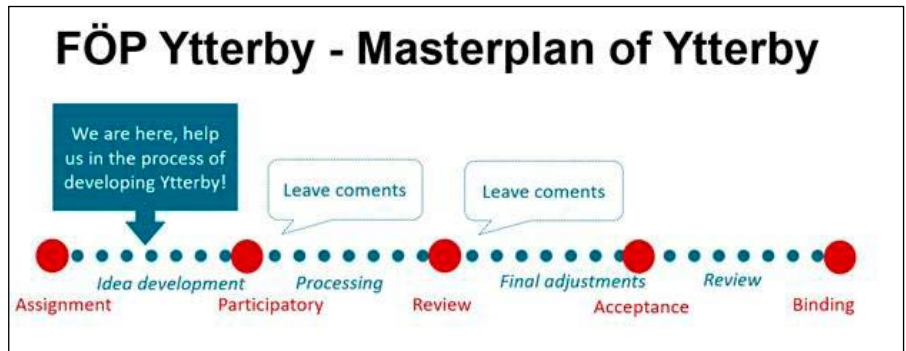 FÖP Ytterby - Masterplan of Ytterby
We are here, help
us in the process of
developing Ytterby!
Leave coments
Leave coments
Idea development
Processing
Final adjustments
Review
Assignment
Participatory
Review
Acceptance
Binding